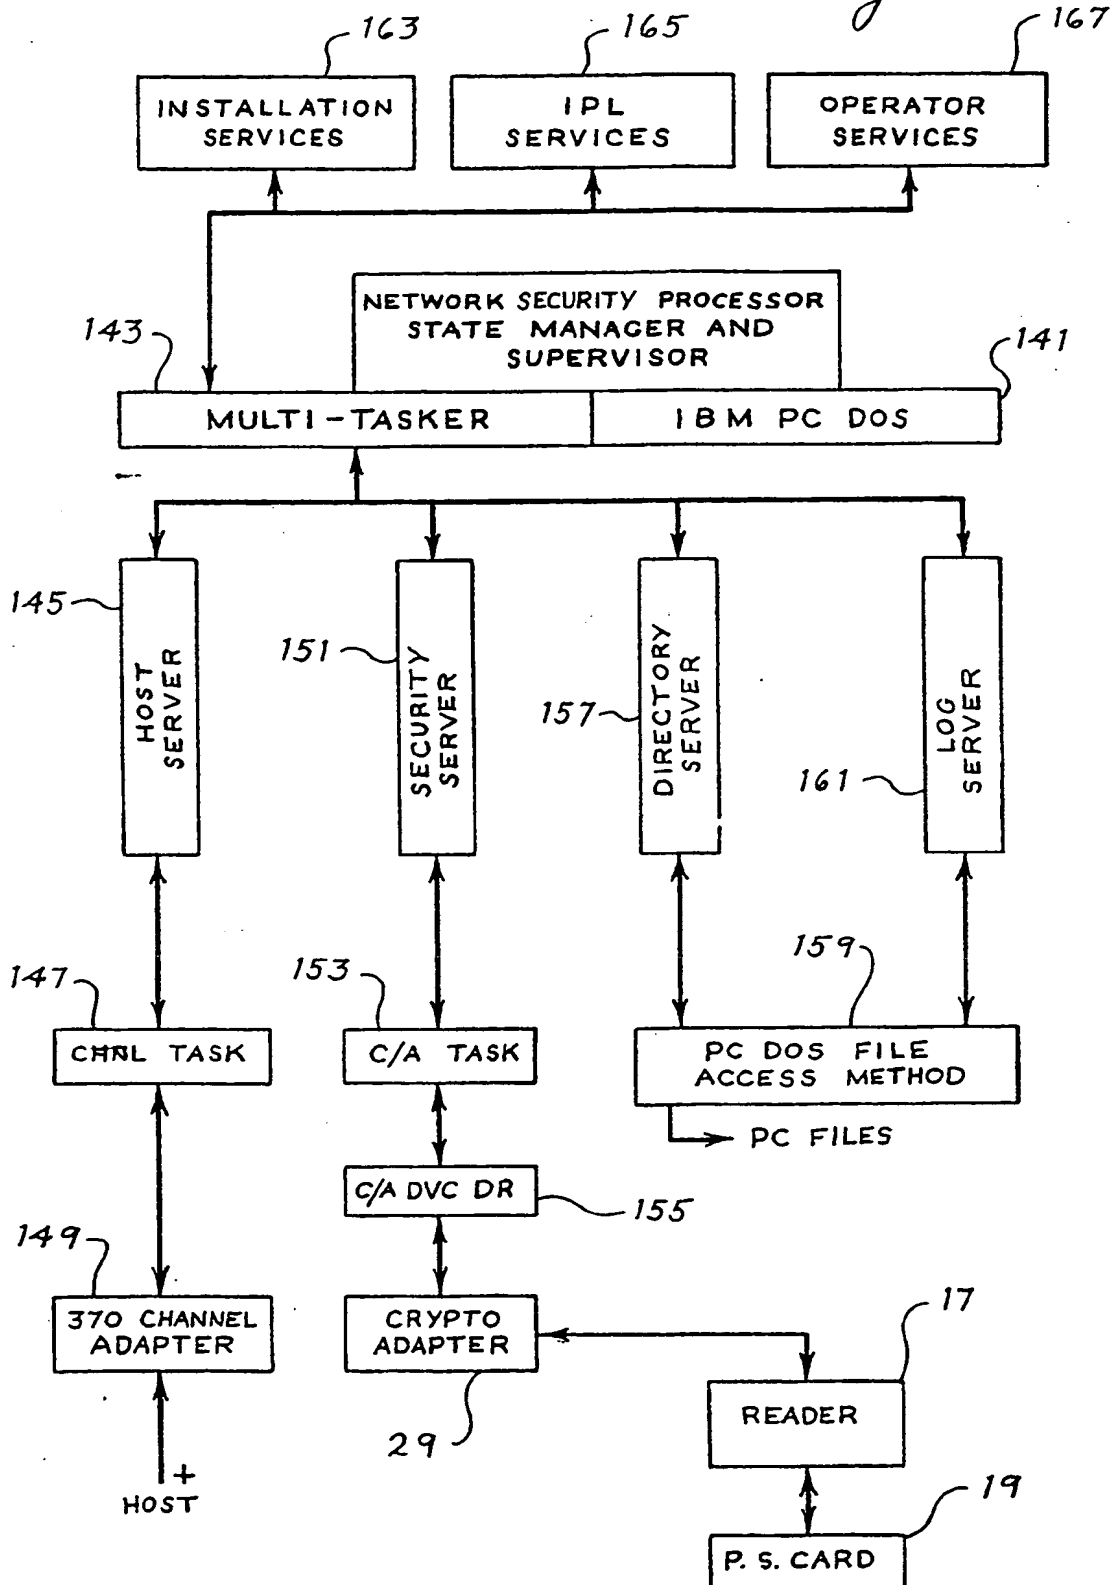 163
165
167
INSTALLATION
SERVICES
IPL
SERVICES
OPERATOR
SERVICES
NETWORK SECURITY PROCESSOR
STATE MANAGER AND
SUPERVISOR
143
141
MULTI-TASKER
IBM PC DOS
145
HOST
SERVER
151
SECURITY
SERVER
157
DIRECTORY
SERVER
161
LOG
SERVER
147
CHNL TASK
153
C/A TASK
159
PC DOS FILE
ACCESS METHOD
PC FILES
C/A DVC DR
155
149
370 CHANNEL
ADAPTER
CRYPTO
ADAPTER
29
17
READER
+
HOST
19
P. S. CARD